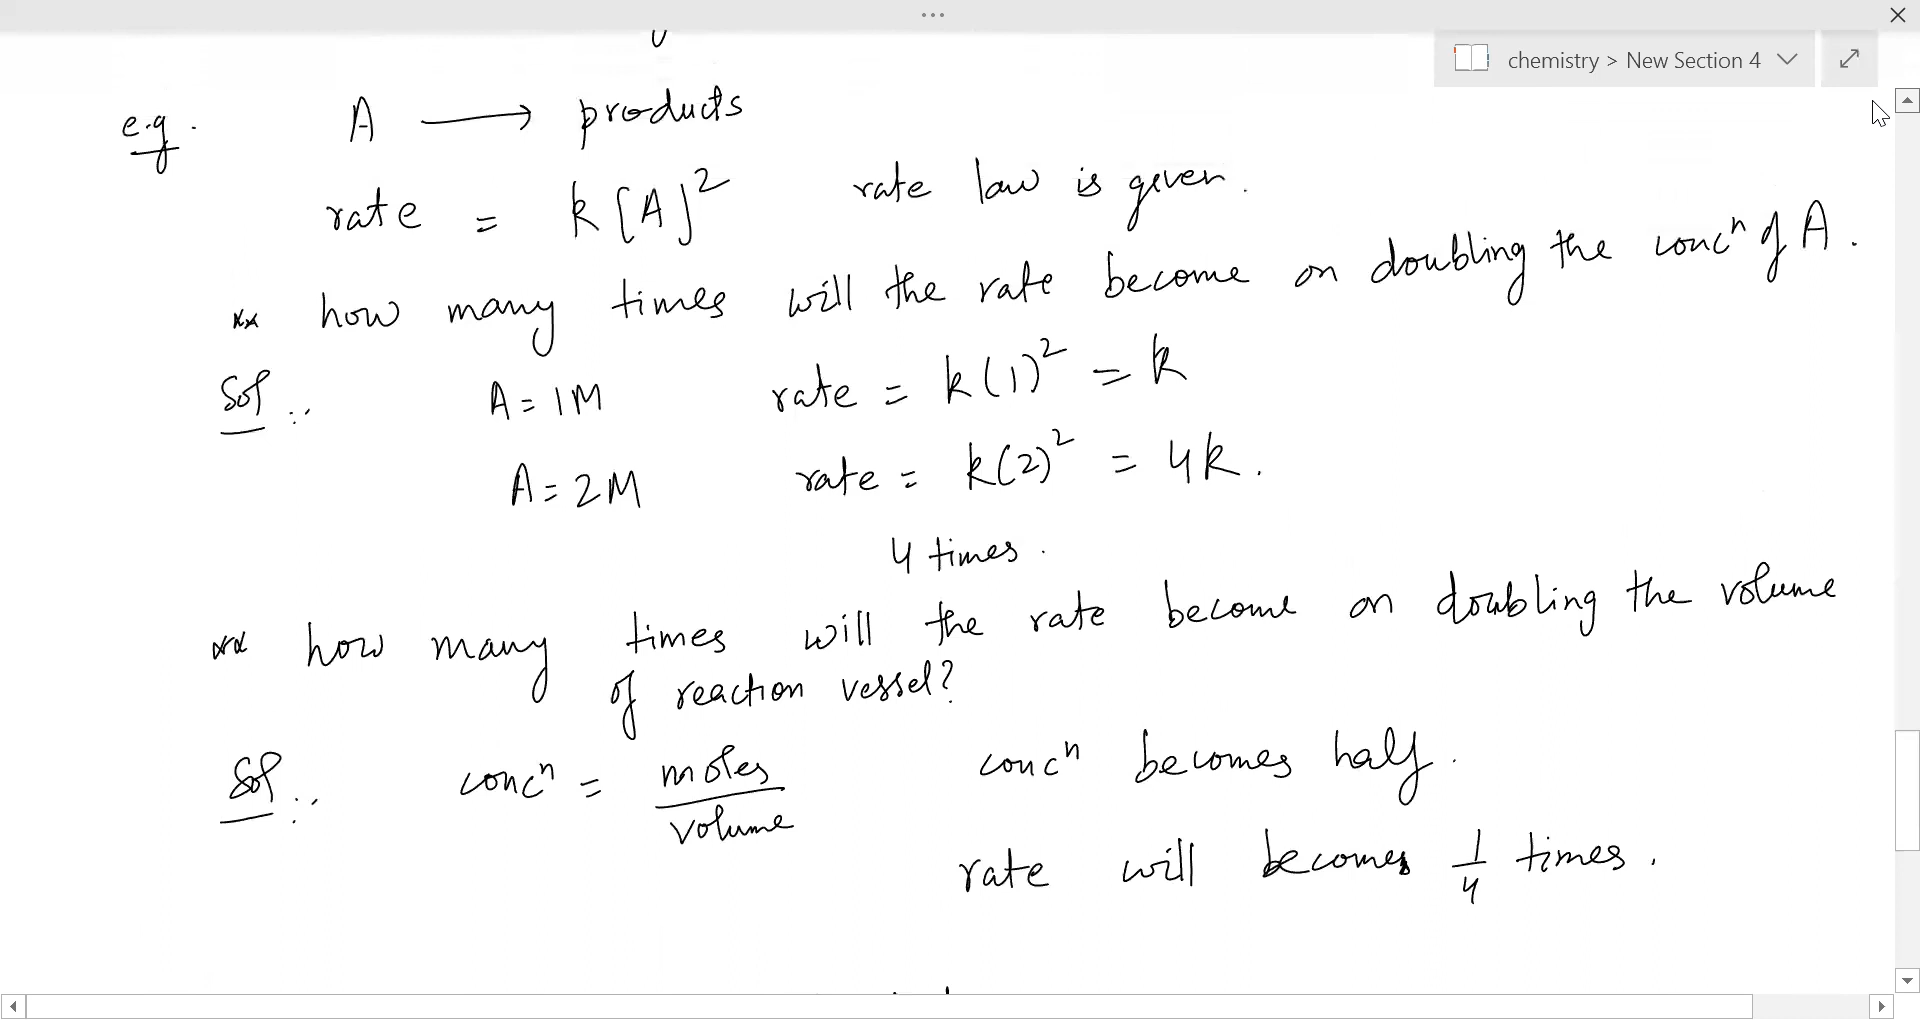 chemistry > New Section 4
e.g. A ⟶ products
rate = k[A]² rate law is given.
** how many times will the rate become on doubling the concⁿ of A.
Sol :. A = 1M rate = k(1)² = k
A = 2M rate = k(2)² = 4k.
4 times.
** how many times will the rate become on doubling the volume
of reaction vessel?
Sol :. concⁿ = moles/volume concⁿ becomes half.
rate will becomes 1/4 times.